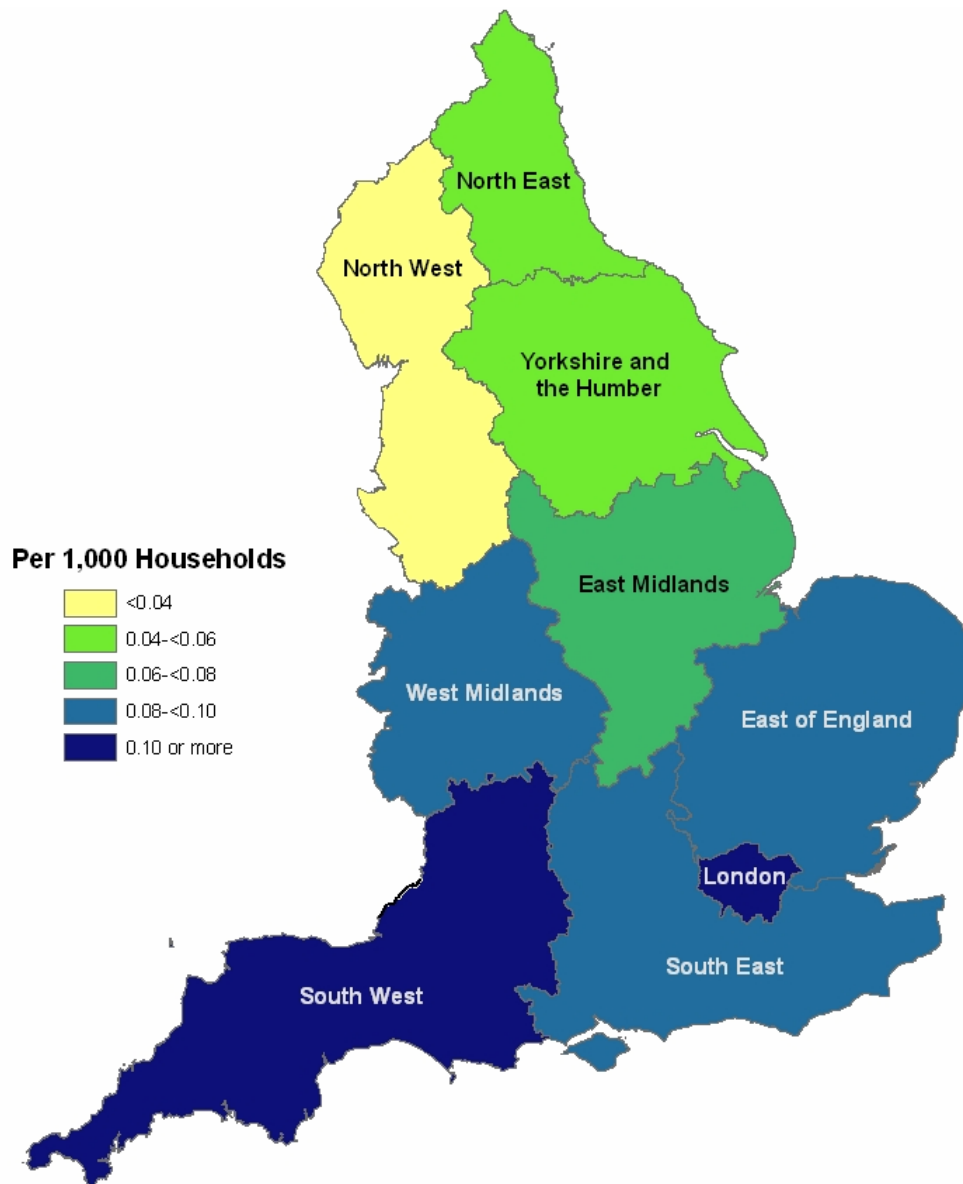 North East
North West
Yorkshire and
the Humber
Per 1,000 Households
<0.04
0.04-<0.06
0.06-<0.08
0.08-<0.10
0.10 or more
East Midlands
West Midlands
East of England
London
South East
South West